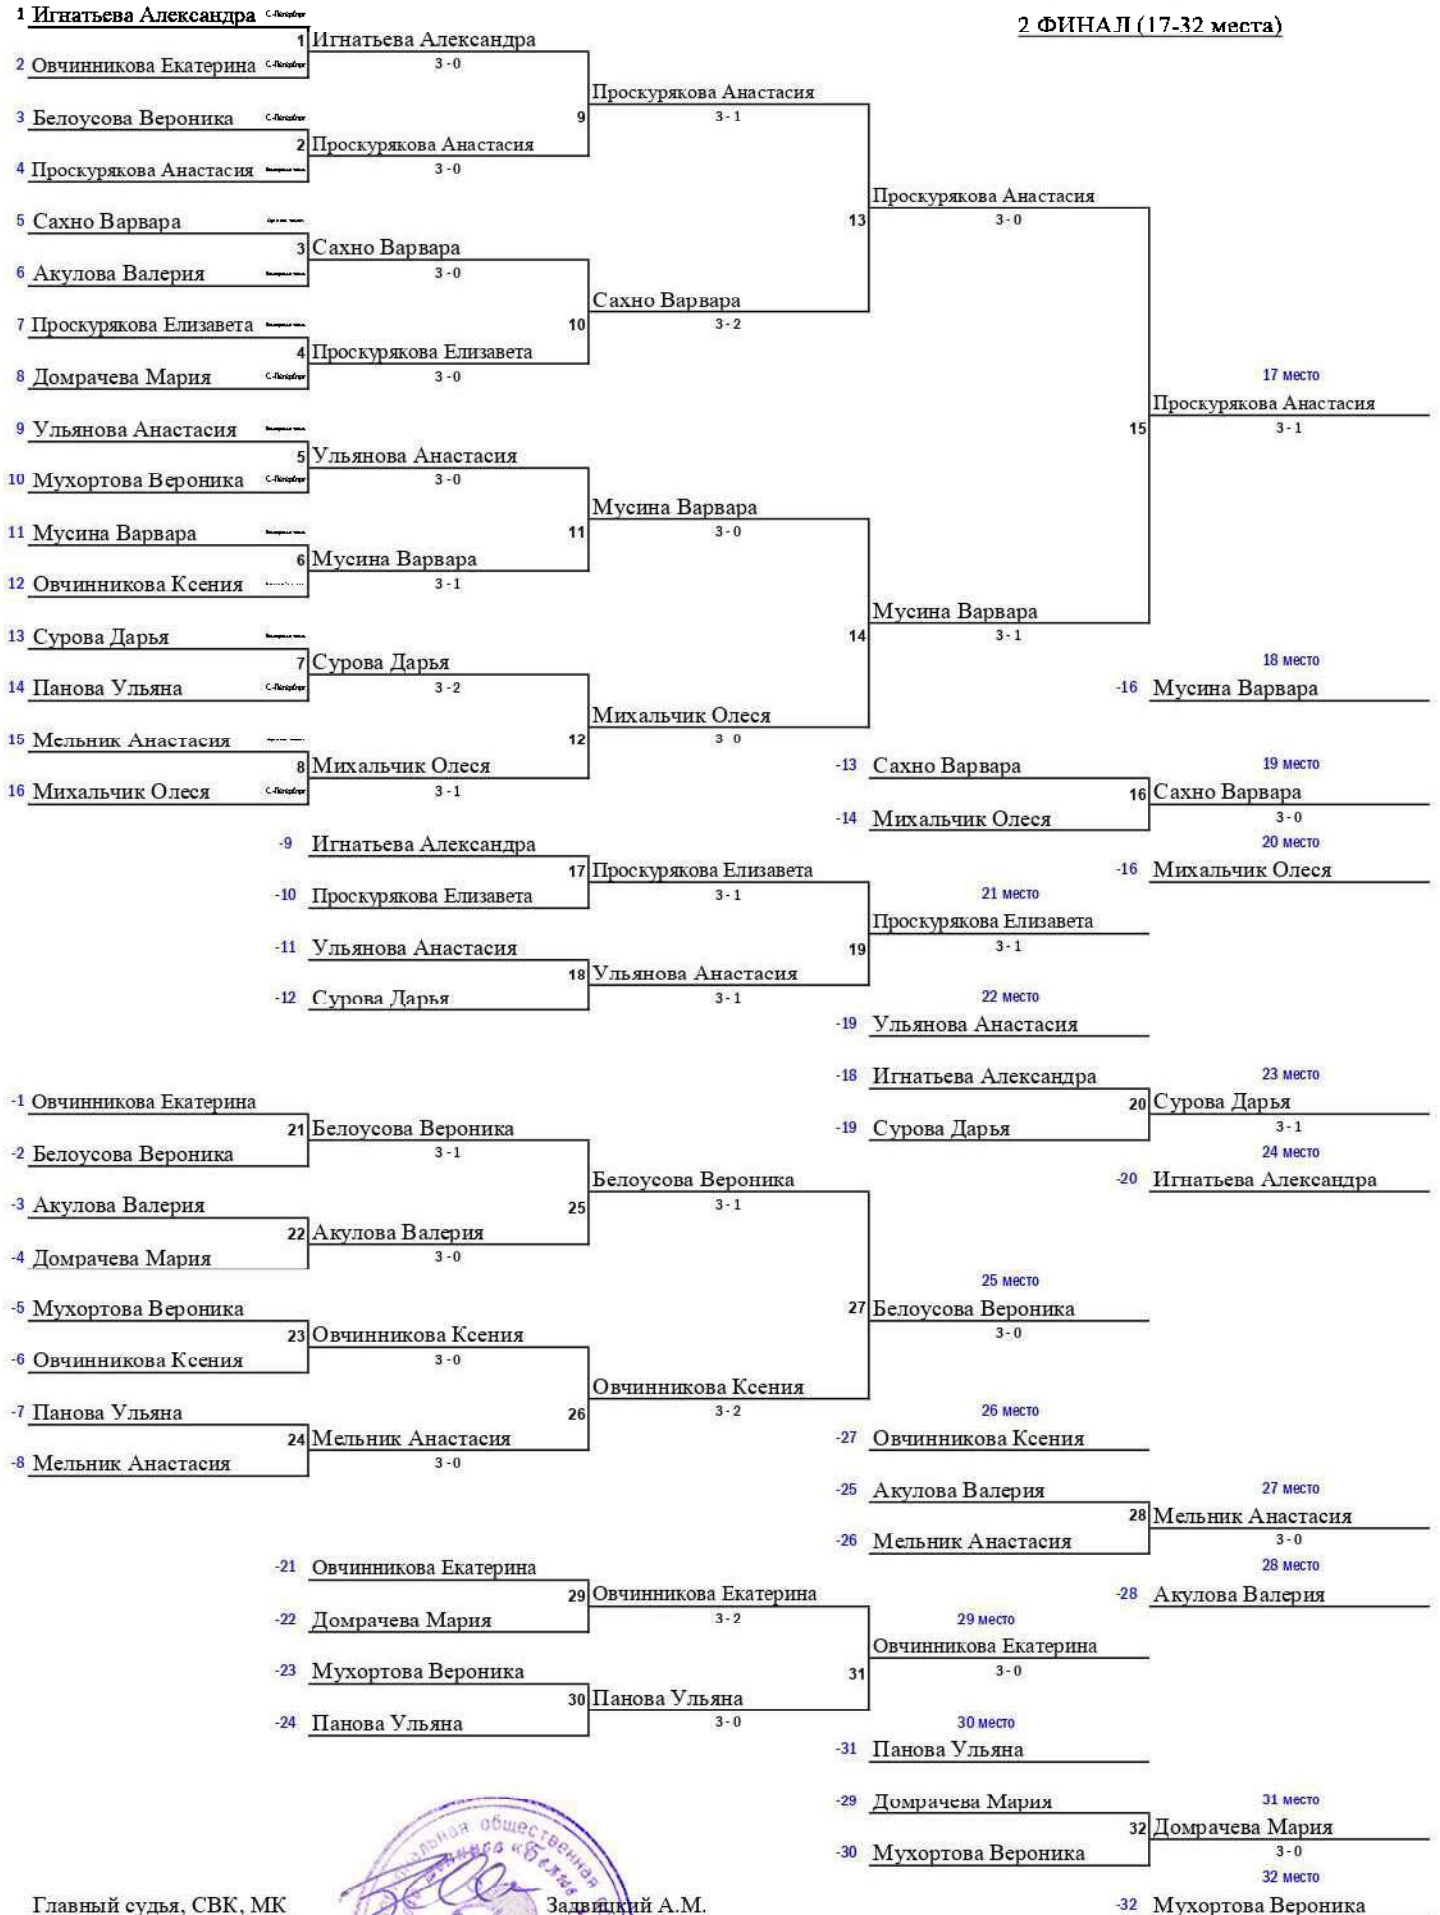 2 ФИНАЛ (17-32 места)
1 Игнатьева Александра С.-Петербург
1 Игнатьева Александра
3 - 0
2 Овчинникова Екатерина С.-Петербург
Проскурякова Анастасия
3 - 1
9
3 Белоусова Вероника С.-Петербург
2 Проскурякова Анастасия
3 - 0
4 Проскурякова Анастасия
Проскурякова Анастасия
3 - 0
13
5 Сахно Варвара
3 Сахно Варвара
3 - 0
6 Акулова Валерия
Сахно Варвара
3 - 2
10
7 Проскурякова Елизавета
4 Проскурякова Елизавета
3 - 0
8 Домрачева Мария С.-Петербург
17 место
Проскурякова Анастасия
3 - 1
15
9 Ульянова Анастасия
5 Ульянова Анастасия
3 - 0
10 Мухортова Вероника С.-Петербург
Мусина Варвара
3 - 0
11
11 Мусина Варвара
6 Мусина Варвара
3 - 1
12 Овчинникова Ксения
Мусина Варвара
3 - 1
14
13 Сурова Дарья
7 Сурова Дарья
3 - 2
14 Панова Ульяна С.-Петербург
18 место
-16 Мусина Варвара
Михальчик Олеся
3 0
12
15 Мельник Анастасия
8 Михальчик Олеся
3 - 1
16 Михальчик Олеся С.-Петербург
-13 Сахно Варвара
19 место
16 Сахно Варвара
3 - 0
-14 Михальчик Олеся
20 место
-16 Михальчик Олеся
-9 Игнатьева Александра
17 Проскурякова Елизавета
3 - 1
-10 Проскурякова Елизавета
21 место
Проскурякова Елизавета
3 - 1
19
-11 Ульянова Анастасия
18 Ульянова Анастасия
3 - 1
-12 Сурова Дарья
22 место
-19 Ульянова Анастасия
-18 Игнатьева Александра
23 место
20 Сурова Дарья
3 - 1
-19 Сурова Дарья
24 место
-20 Игнатьева Александра
-1 Овчинникова Екатерина
21 Белоусова Вероника
3 - 1
-2 Белоусова Вероника
Белоусова Вероника
3 - 1
25
-3 Акулова Валерия
22 Акулова Валерия
3 - 0
-4 Домрачева Мария
25 место
27 Белоусова Вероника
3 - 0
-5 Мухортова Вероника
23 Овчинникова Ксения
3 - 0
-6 Овчинникова Ксения
Овчинникова Ксения
3 - 2
26
-7 Панова Ульяна
24 Мельник Анастасия
3 - 0
-8 Мельник Анастасия
26 место
-27 Овчинникова Ксения
-25 Акулова Валерия
27 место
28 Мельник Анастасия
3 - 0
-26 Мельник Анастасия
28 место
-28 Акулова Валерия
-21 Овчинникова Екатерина
29 Овчинникова Екатерина
3 - 2
-22 Домрачева Мария
29 место
Овчинникова Екатерина
3 - 0
31
-23 Мухортова Вероника
30 Панова Ульяна
3 - 0
-24 Панова Ульяна
30 место
-31 Панова Ульяна
-29 Домрачева Мария
31 место
32 Домрачева Мария
3 - 0
-30 Мухортова Вероника
32 место
-32 Мухортова Вероника
Главный судья, СВК, МК Задвицкий А.М.